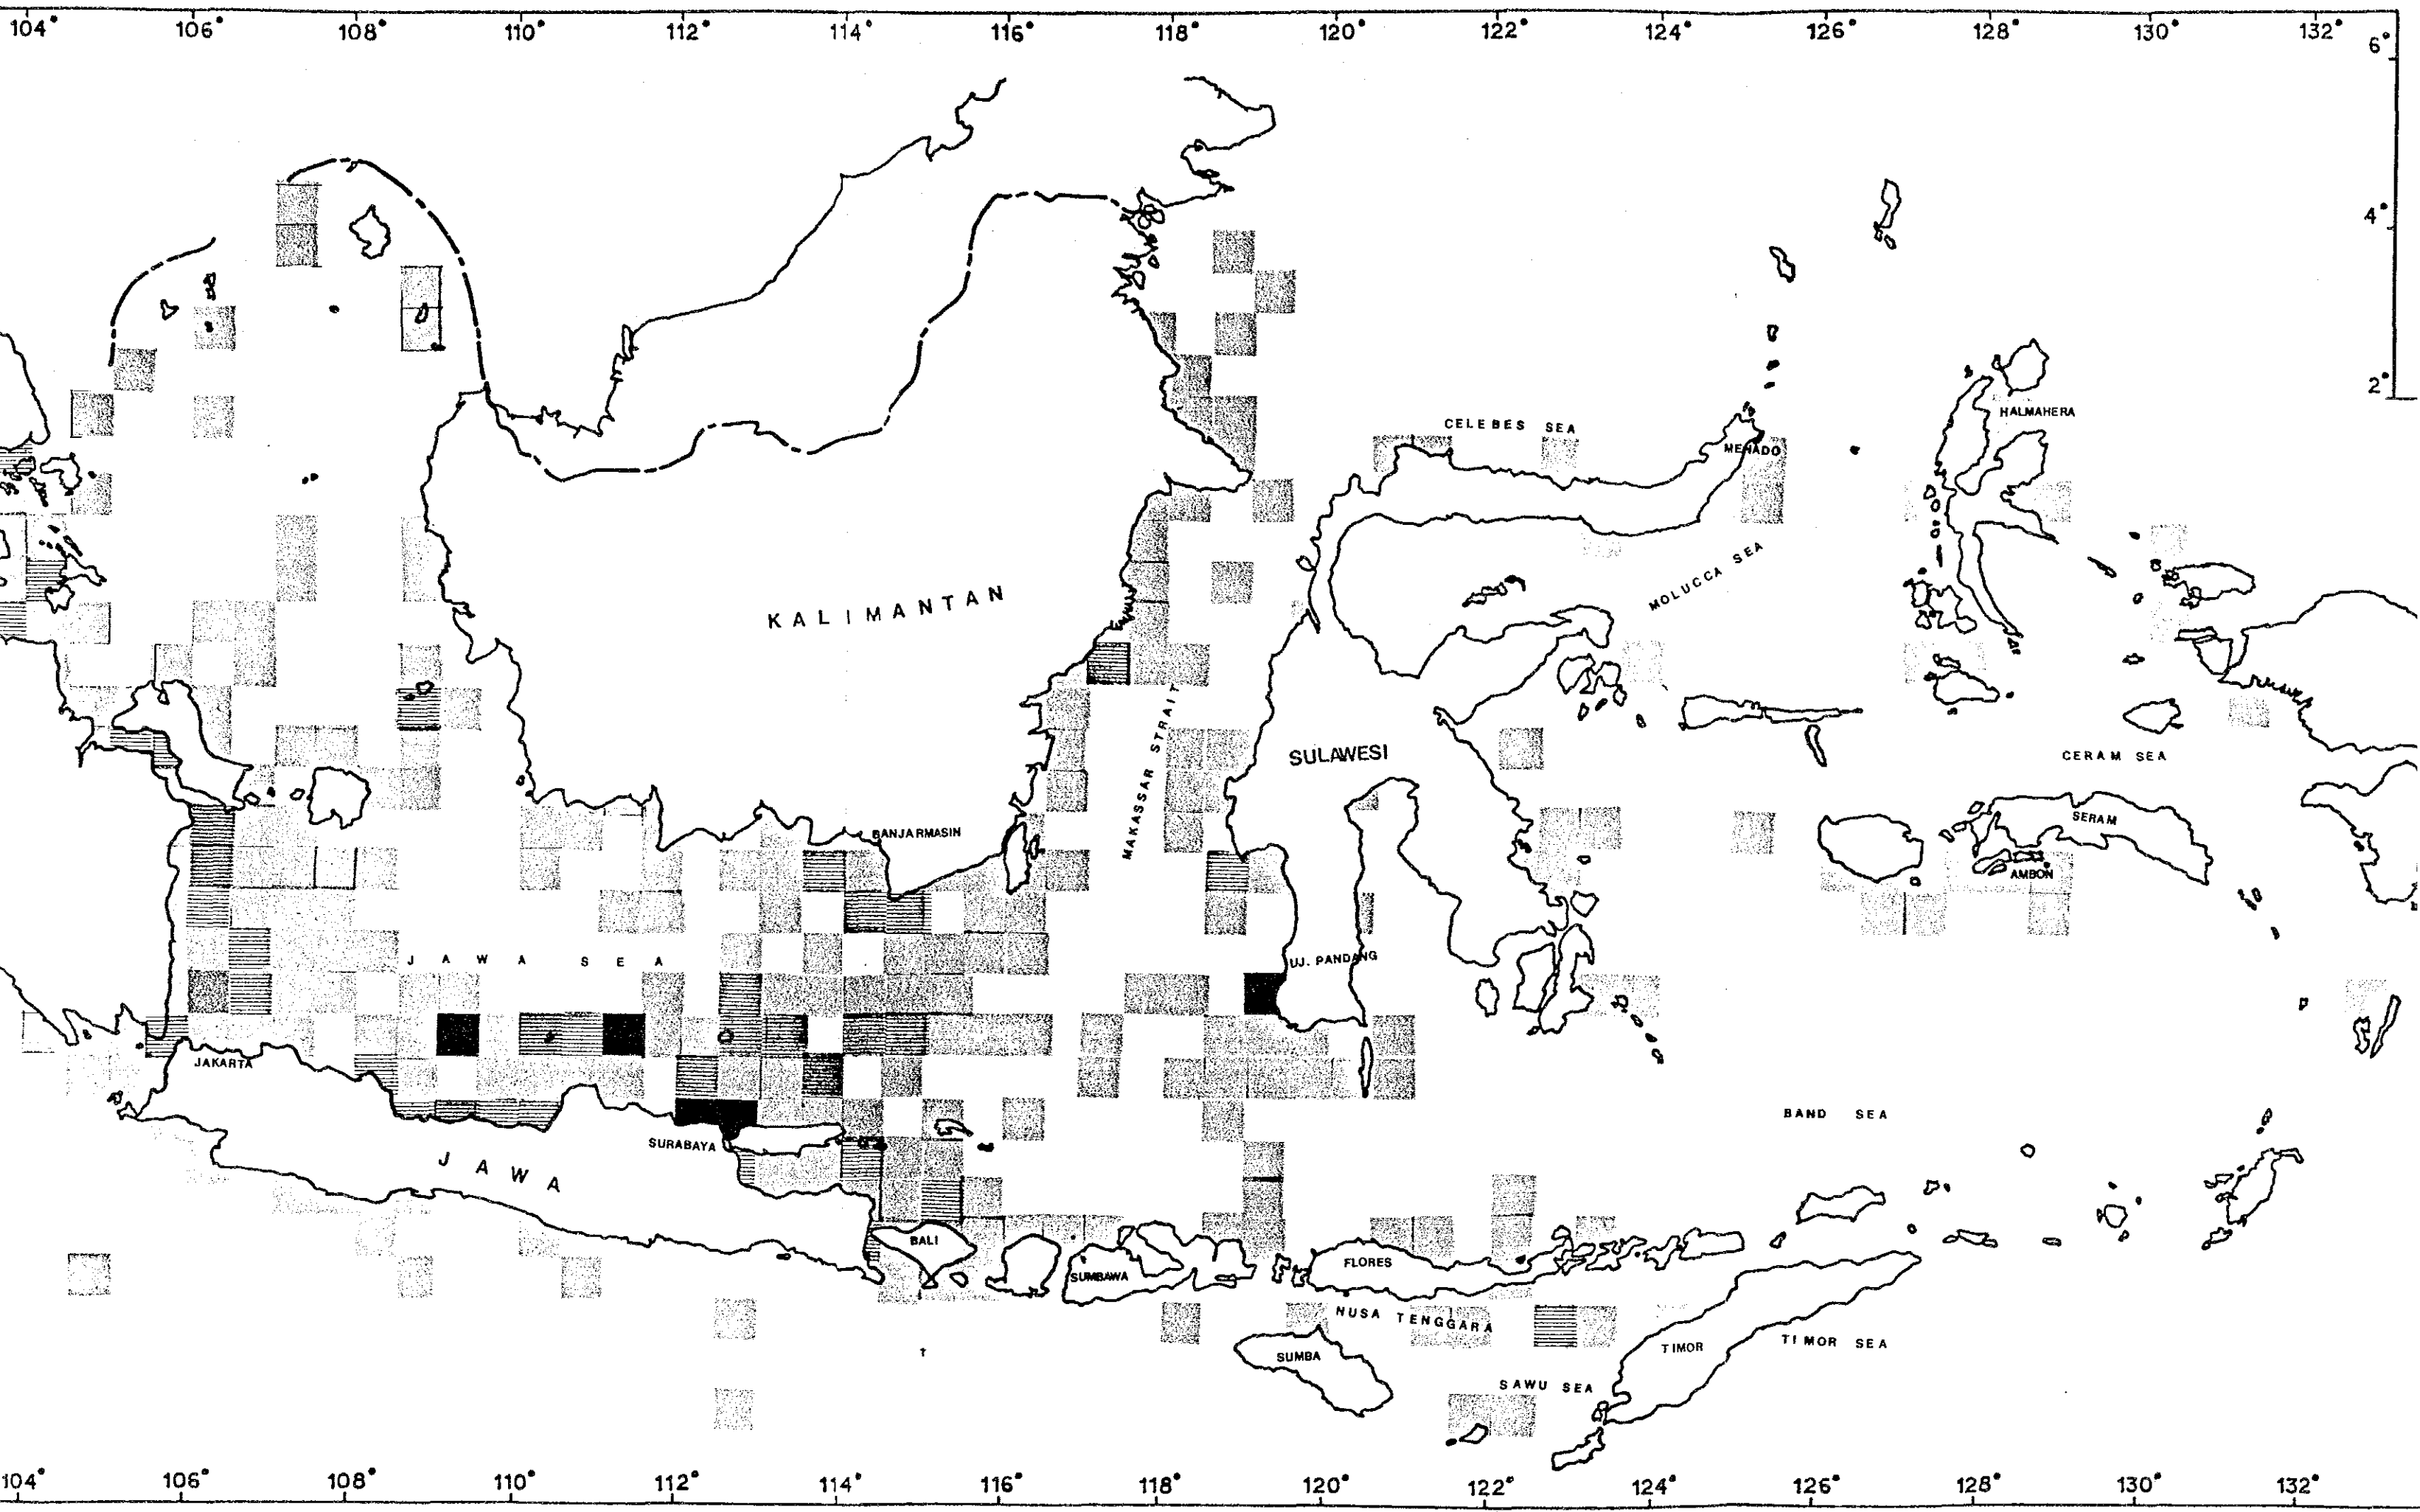 104° 106° 108° 110° 112° 114° 116° 118° 120° 122° 124° 126° 128° 130° 132°
6°
4°
2°
HALMAHERA
CELEBES SEA
MEHADO
MOLUCCA SEA
KALIMANTAN
MAKASSAR STRAIT
SULAWESI
CERAM SEA
SERAM
BANJARMASIN
AMBON
JAWA SEA
UJ. PANDANG
JAKARTA
BAND SEA
SURABAYA
JAWA
BALI
FLORES
SUMBAWA
NUSA TENGGARA
TIMOR SEA
TIMOR
SUMBA
SAWU SEA
104° 106° 108° 110° 112° 114° 116° 118° 120° 122° 124° 126° 128° 130° 132°